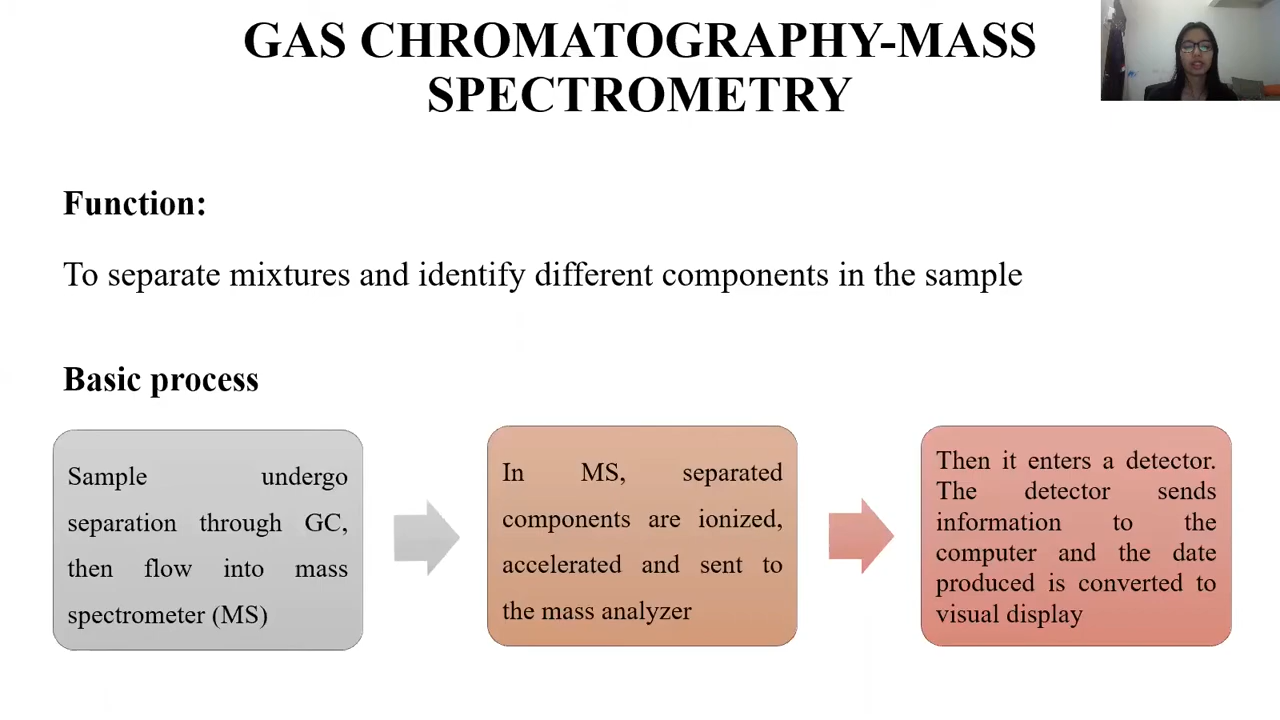 GAS CHROMATOGRAPHY-MASS
SPECTROMETRY
Function:
To separate mixtures and identify different components in the sample
Basic process
Sample undergo
separation through GC,
then flow into mass
spectrometer (MS)
In MS, separated
components are ionized,
accelerated and sent to
the mass analyzer
Then it enters a detector.
The detector sends
information to the
computer and the date
produced is converted to
visual display